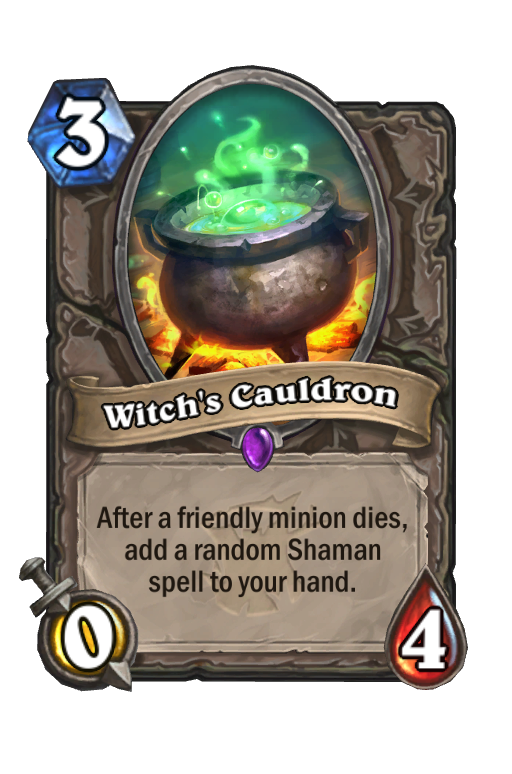 3
Witch's Cauldron
After a friendly minion dies,
add a random Shaman
spell to your hand.
0
4